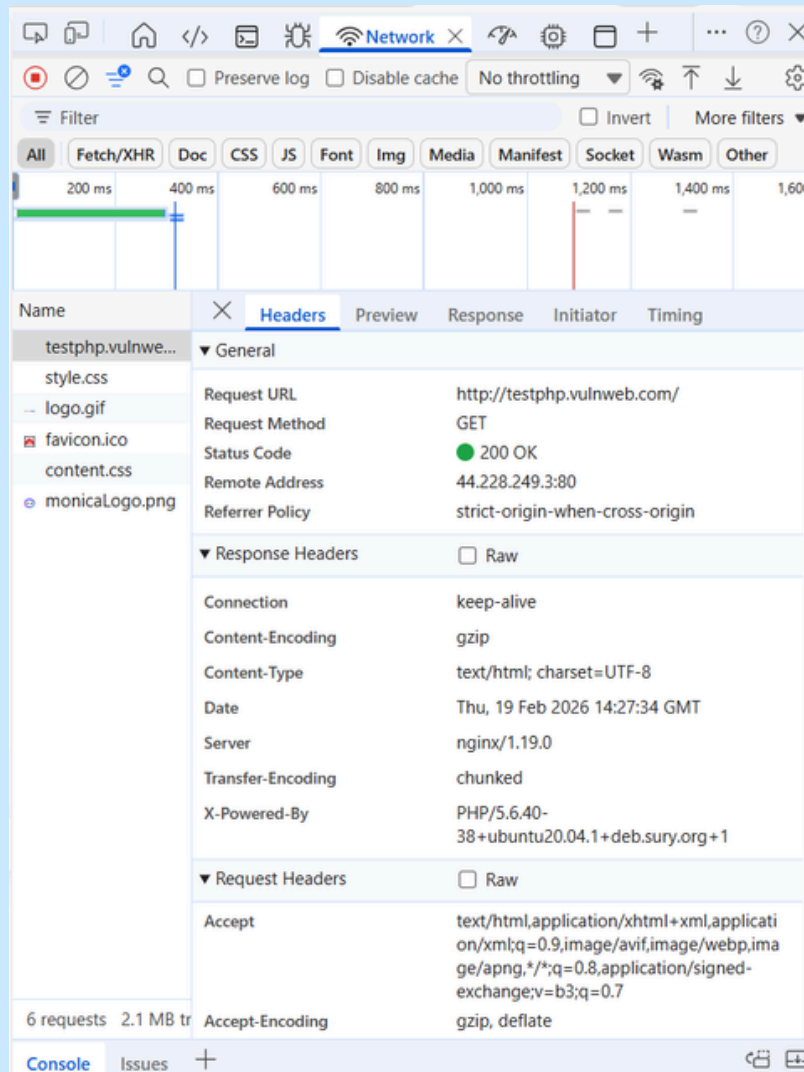 Network
Preserve log Disable cache No throttling
Filter Invert More filters
All Fetch/XHR Doc CSS JS Font Img Media Manifest Socket Wasm Other
200 ms 400 ms 600 ms 800 ms 1,000 ms 1,200 ms 1,400 ms 1,60
Name
testphp.vulnwe...
style.css
logo.gif
favicon.ico
content.css
monicaLogo.png
Headers Preview Response Initiator Timing
General
Request URL http://testphp.vulnweb.com/
Request Method GET
Status Code 200 OK
Remote Address 44.228.249.3:80
Referrer Policy strict-origin-when-cross-origin
Response Headers Raw
Connection keep-alive
Content-Encoding gzip
Content-Type text/html; charset=UTF-8
Date Thu, 19 Feb 2026 14:27:34 GMT
Server nginx/1.19.0
Transfer-Encoding chunked
X-Powered-By PHP/5.6.40-
38+ubuntu20.04.1+deb.sury.org+1
Request Headers Raw
Accept text/html,application/xhtml+xml,applicati
on/xml;q=0.9,image/avif,image/webp,ima
ge/apng,*/*;q=0.8,application/signed-
exchange;v=b3;q=0.7
Accept-Encoding gzip, deflate
6 requests 2.1 MB tr
Console Issues